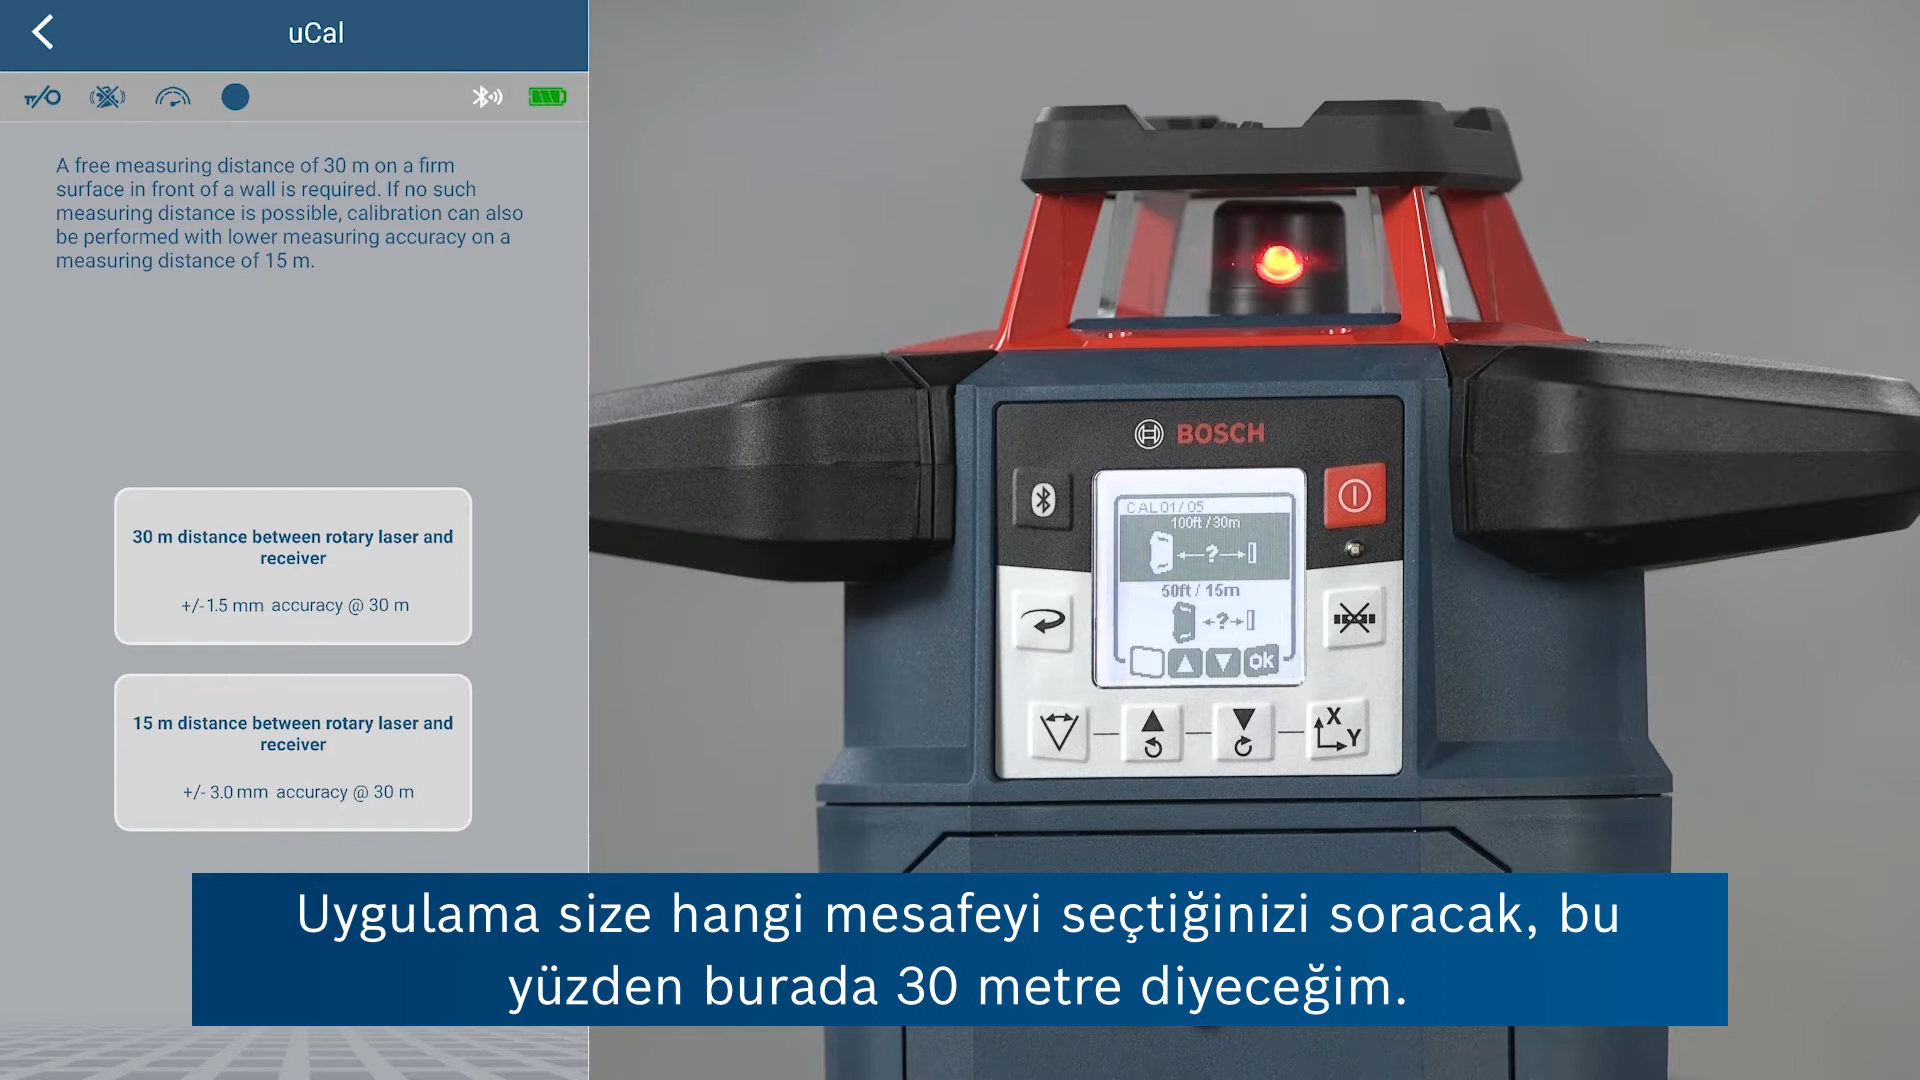 uCal
A free measuring distance of 30 m on a firm
surface in front of a wall is required. If no such
measuring distance is possible, calibration can also
be performed with lower measuring accuracy on a
measuring distance of 15 m.
30 m distance between rotary laser and
receiver
+/- 1.5 mm accuracy @ 30 m
15 m distance between rotary laser and
receiver
+/- 3.0 mm accuracy @ 30 m
BOSCH
CAL 01/05
100ft / 30m
?
50ft / 15m
?
OK
X
Y
Uygulama size hangi mesafeyi seçtiğinizi soracak, bu
yüzden burada 30 metre diyeceğim.